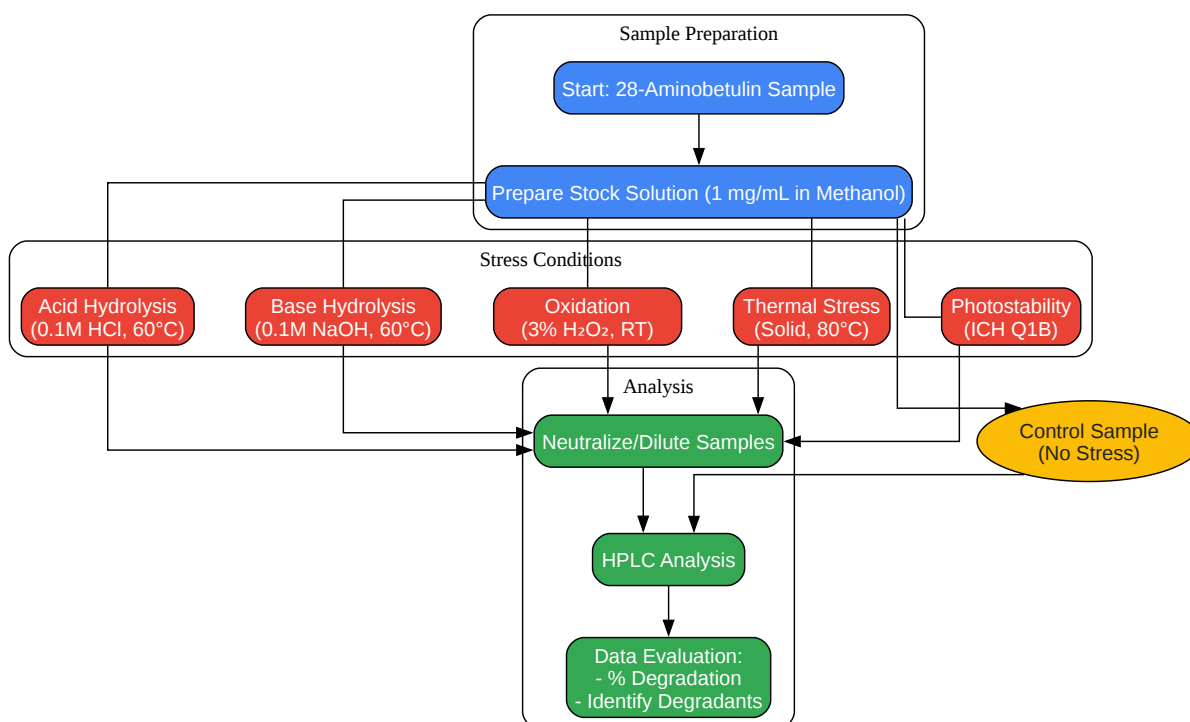 Sample Preparation
Start: 28-Aminobetulin Sample
Prepare Stock Solution (1 mg/mL in Methanol)
Stress Conditions
Acid Hydrolysis
(0.1M HCl, 60°C)
Base Hydrolysis
(0.1M NaOH, 60°C)
Oxidation
(3% H₂O₂, RT)
Thermal Stress
(Solid, 80°C)
Photostability
(ICH Q1B)
Analysis
Neutralize/Dilute Samples
Control Sample
(No Stress)
HPLC Analysis
Data Evaluation:
- % Degradation
- Identify Degradants